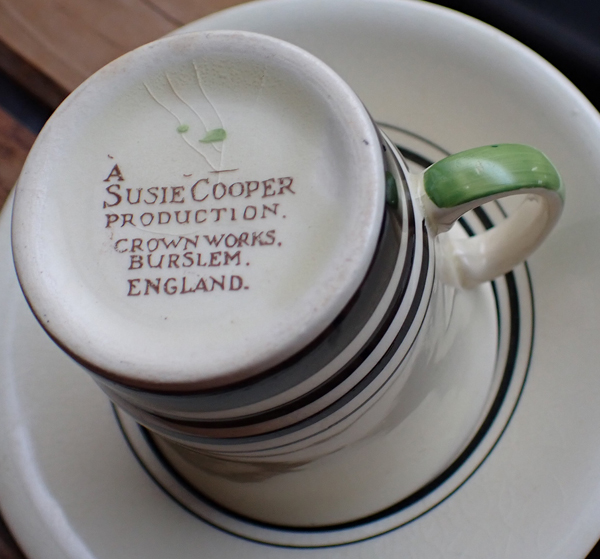 A
SUSIE COOPER
PRODUCTION.
CROWN WORKS.
BURSLEM.
ENGLAND.